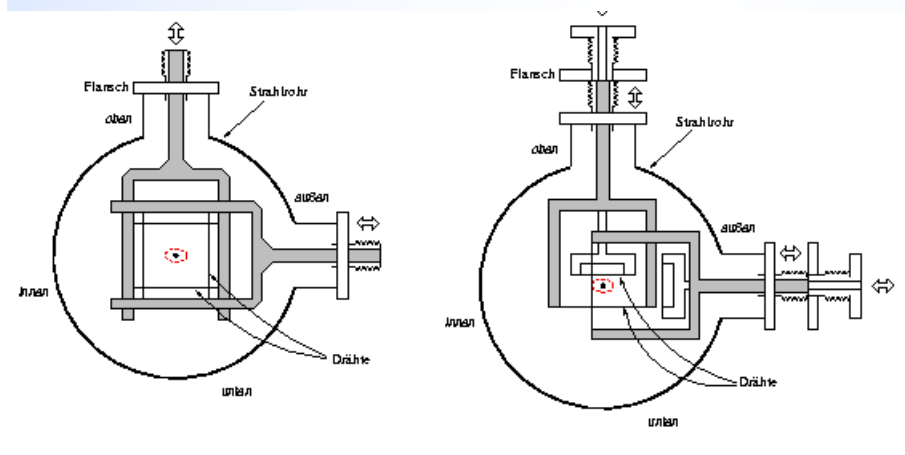 Flansch
Strahlrohr
oben
außen
innen
Drähte
unten
Flansch
Strahlrohr
oben
außen
innen
Drähte
unten